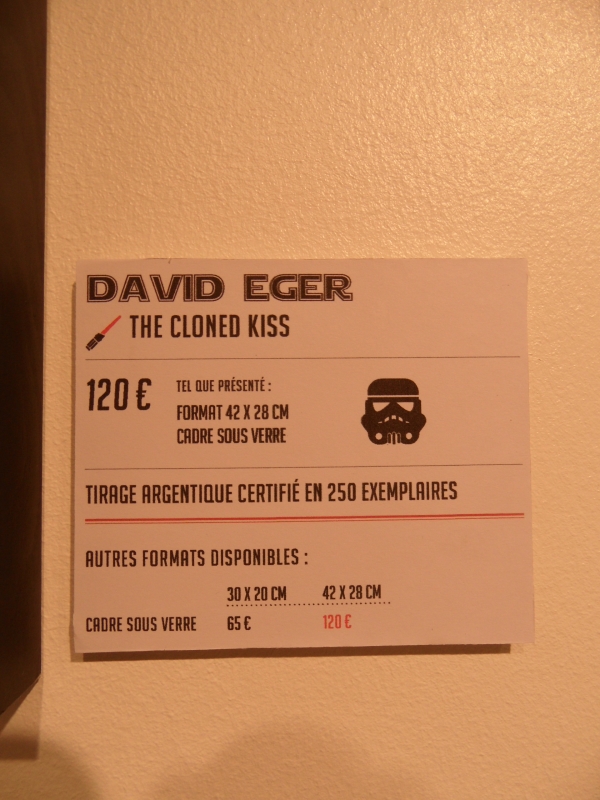 DAVID EGER
THE CLONED KISS
120 € TEL QUE PRÉSENTÉ :
FORMAT 42 X 28 CM
CADRE SOUS VERRE
TIRAGE ARGENTIQUE CERTIFIÉ EN 250 EXEMPLAIRES
AUTRES FORMATS DISPONIBLES :
30 X 20 CM 42 X 28 CM
CADRE SOUS VERRE 65 € 120 €